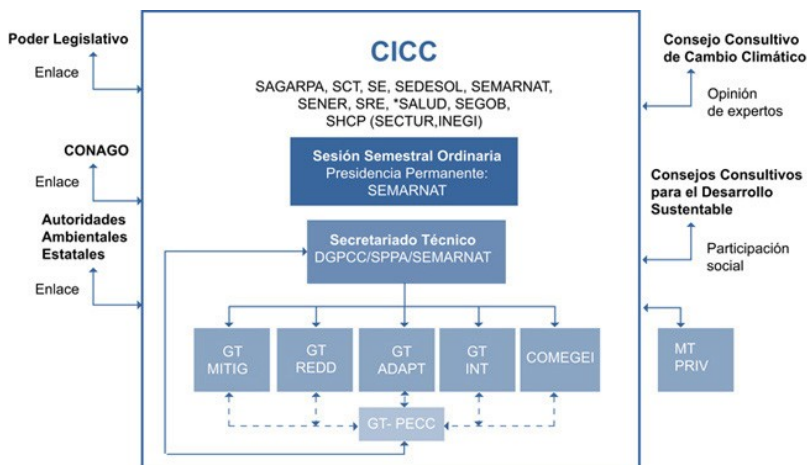 CICC
SAGARPA, SCT, SE, SEDESOL, SEMARNAT,
SENER, SRE, *SALUD, SEGOB,
SHCP (SECTUR,INEGI)
Sesión Semestral Ordinaria
Presidencia Permanente:
SEMARNAT
Secretariado Técnico
DGPCC/SPPA/SEMARNAT
GT
MITIG
GT
REDD
GT
ADAPT
GT
INT
COMEGEI
GT- PECC
Poder Legislativo
Enlace
CONAGO
Enlace
Autoridades
Ambientales
Estatales
Enlace
Consejo Consultivo
de Cambio Climático
Opinión
de expertos
Consejos Consultivos
para el Desarrollo
Sustentable
Participación
social
MT
PRIV